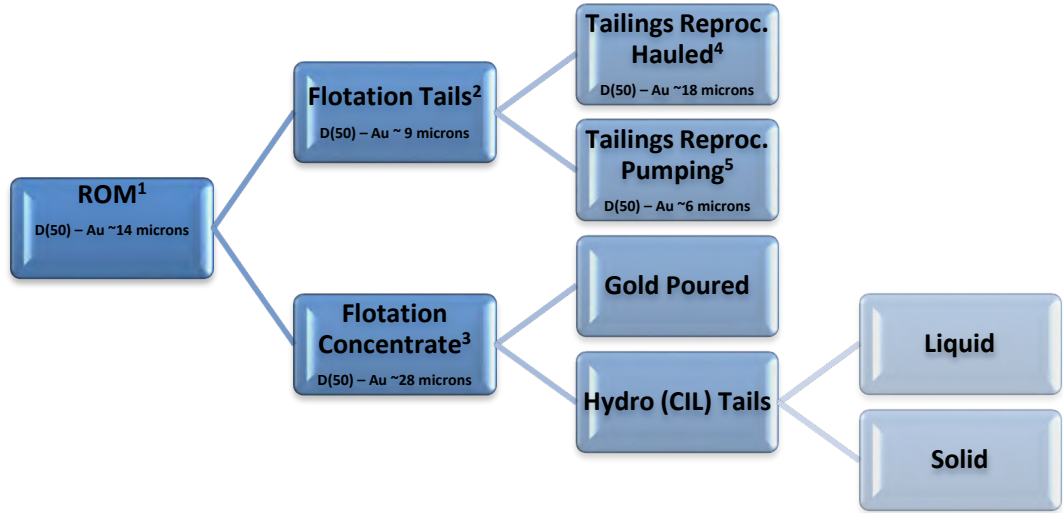 ROM¹
D(50) – Au ~14 microns
Flotation Tails²
D(50) – Au ~ 9 microns
Tailings Reproc.
Hauled⁴
D(50) – Au ~18 microns
Tailings Reproc.
Pumping⁵
D(50) – Au ~6 microns
Flotation
Concentrate³
D(50) – Au ~28 microns
Gold Poured
Hydro (CIL) Tails
Liquid
Solid